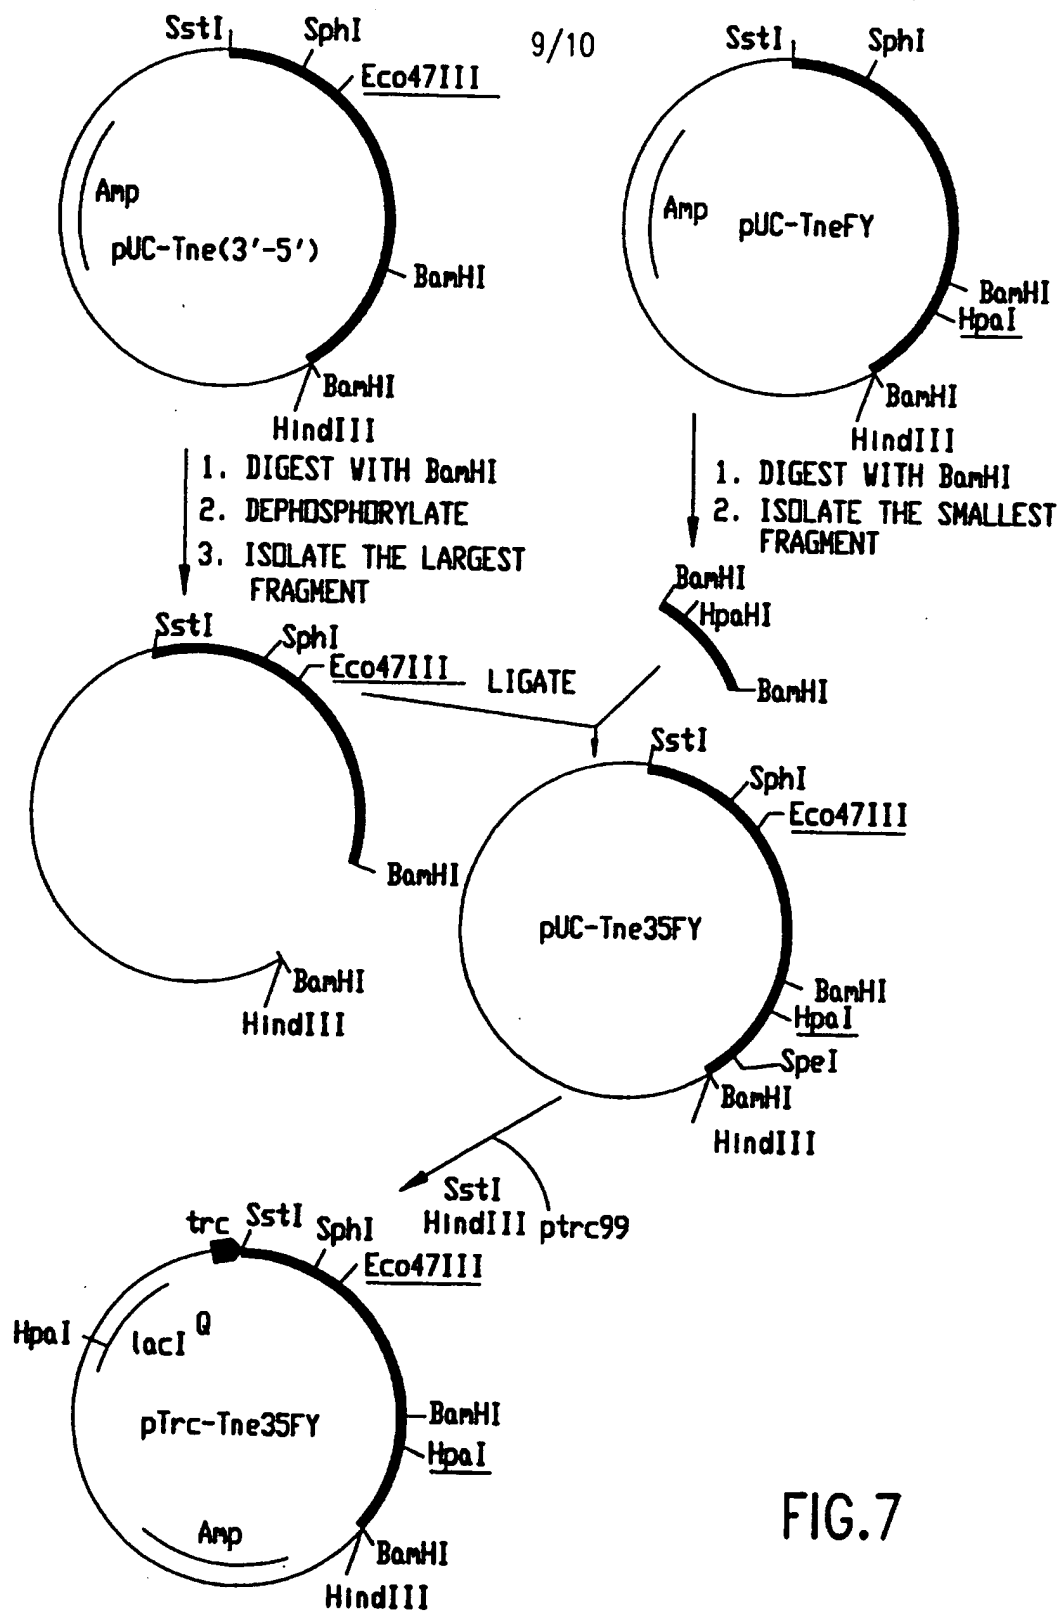 9/10
SstI
SphI
Eco47III
Amp
pUC-Tne(3'-5')
BamHI
BamHI
HindIII
SstI
SphI
Amp
pUC-TneFY
BamHI
HpaI
BamHI
HindIII
1. DIGEST WITH BamHI
2. DEPHOSPHORYLATE
3. ISOLATE THE LARGEST
FRAGMENT
1. DIGEST WITH BamHI
2. ISOLATE THE SMALLEST
FRAGMENT
BamHI
HpaHI
BamHI
SstI
SphI
Eco47III
LIGATE
BamHI
BamHI
HindIII
SstI
SphI
Eco47III
pUC-Tne35FY
BamHI
HpaI
SpeI
BamHI
HindIII
SstI
HindIII
ptrc99
trc
SstI
SphI
Eco47III
HpaI
lacI Q
pTrc-Tne35FY
BamHI
HpaI
Amp
BamHI
HindIII
FIG.7